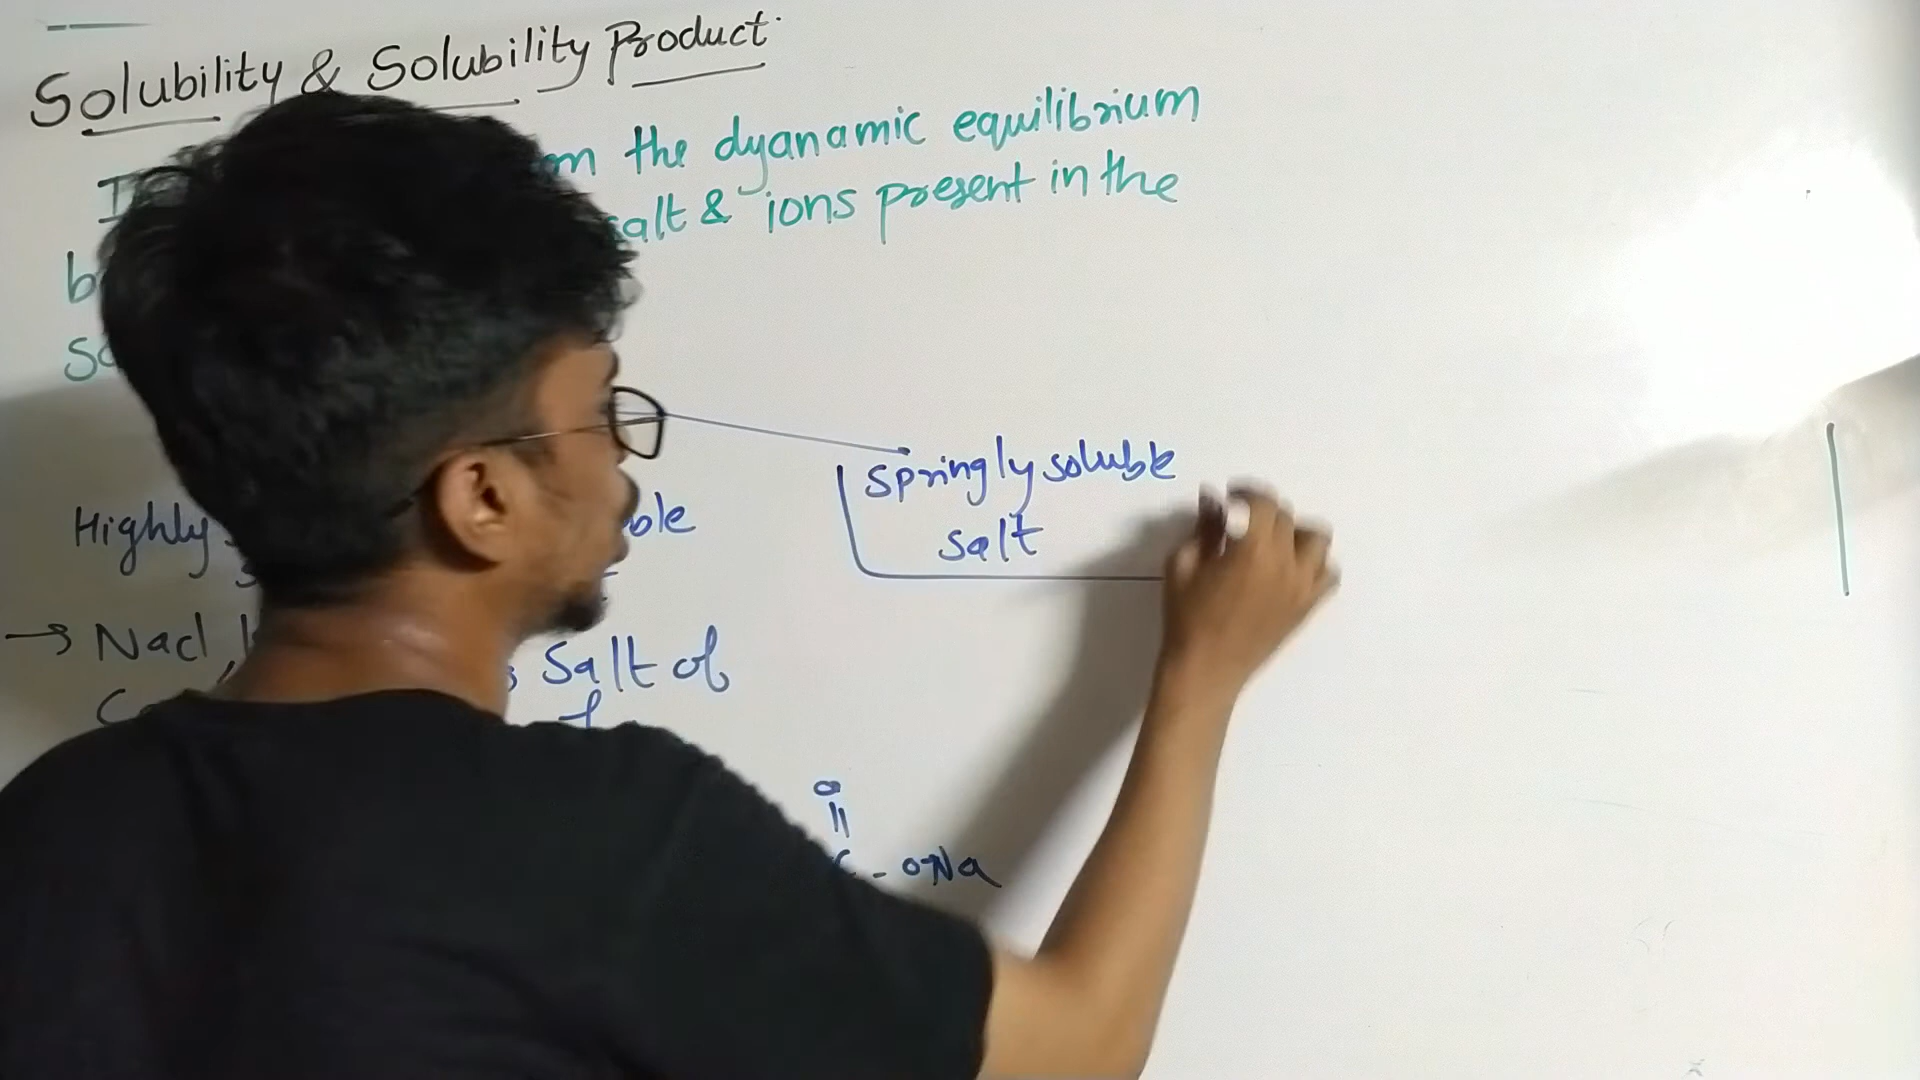 Solubility & Solubility Product
the dyanamic equilibrium
salt & ions present in the
springly soluble
Highly
salt
→ Nacl,
Salt of
O
||
C - ONa